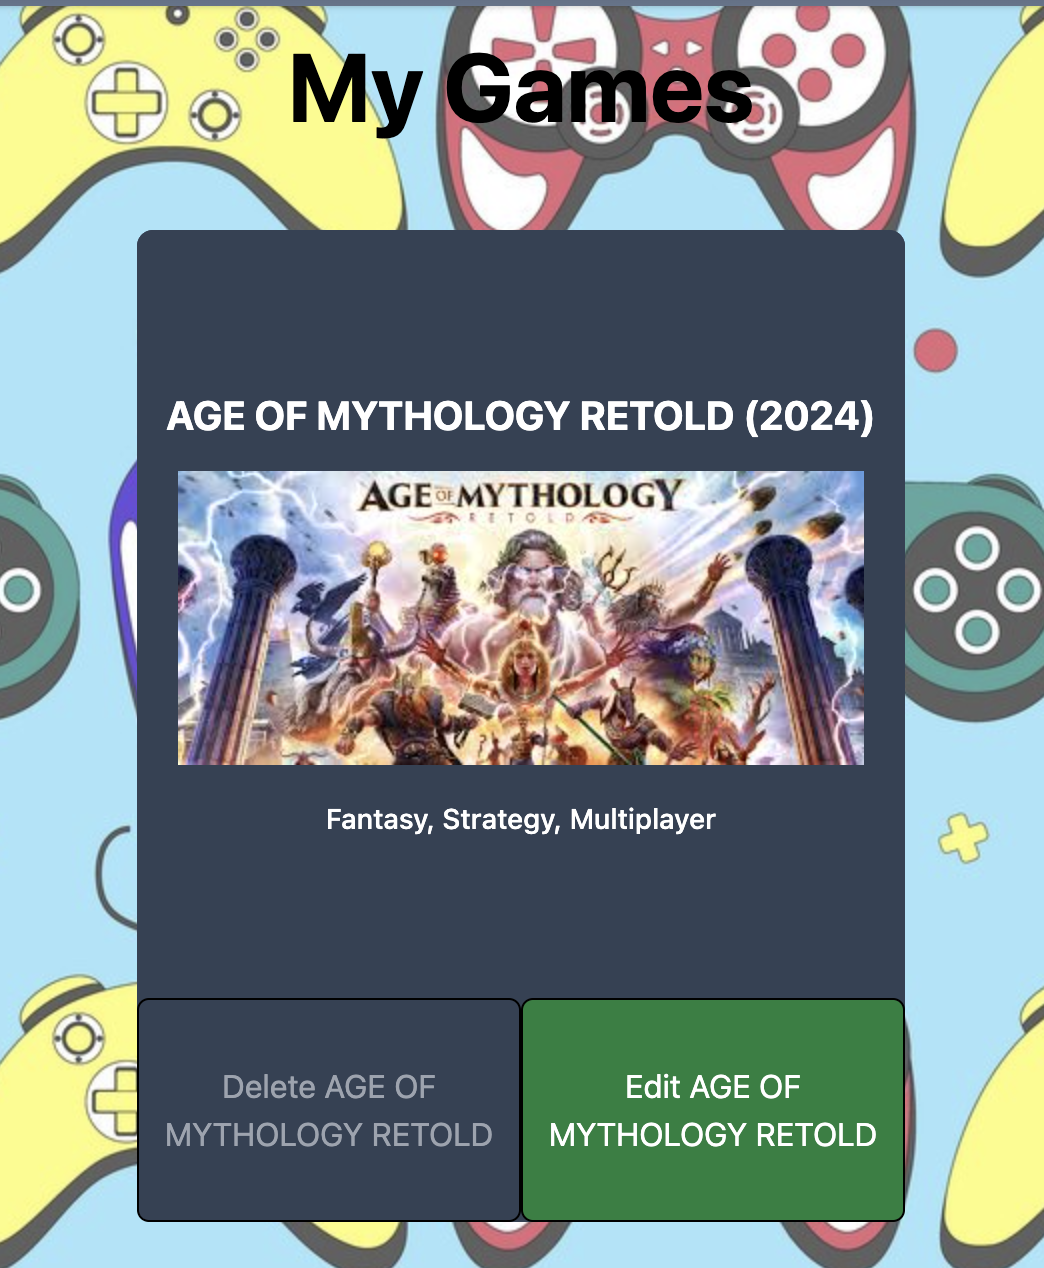 My Games
AGE OF MYTHOLOGY RETOLD (2024)
AGE OF MYTHOLOGY
RETOLD
Fantasy, Strategy, Multiplayer
Delete AGE OF
MYTHOLOGY RETOLD
Edit AGE OF
MYTHOLOGY RETOLD